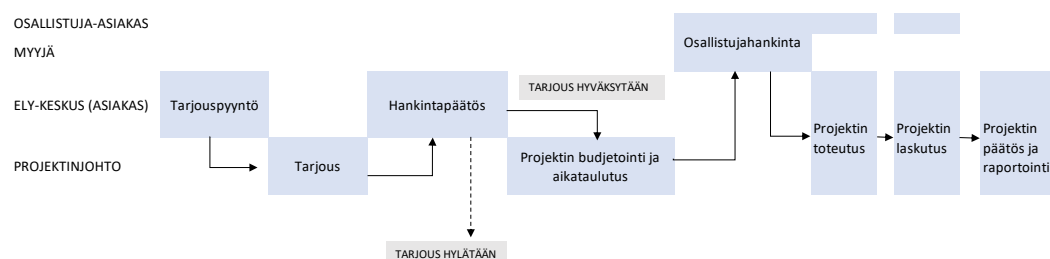 OSALLISTUJA-ASIAKAS
MYYJÄ
Osallistujahankinta
TARJOUS HYVÄKSYTÄÄN
ELY-KESKUS (ASIAKAS)
Tarjouspyyntö
Hankintapäätös
Projektin
toteutus
Projektin
laskutus
Projektin
päätös ja
raportointi
PROJEKTINJOHTO
Tarjous
Projektin budjetointi ja
aikataulutus
TARJOUS HYLÄTÄÄN